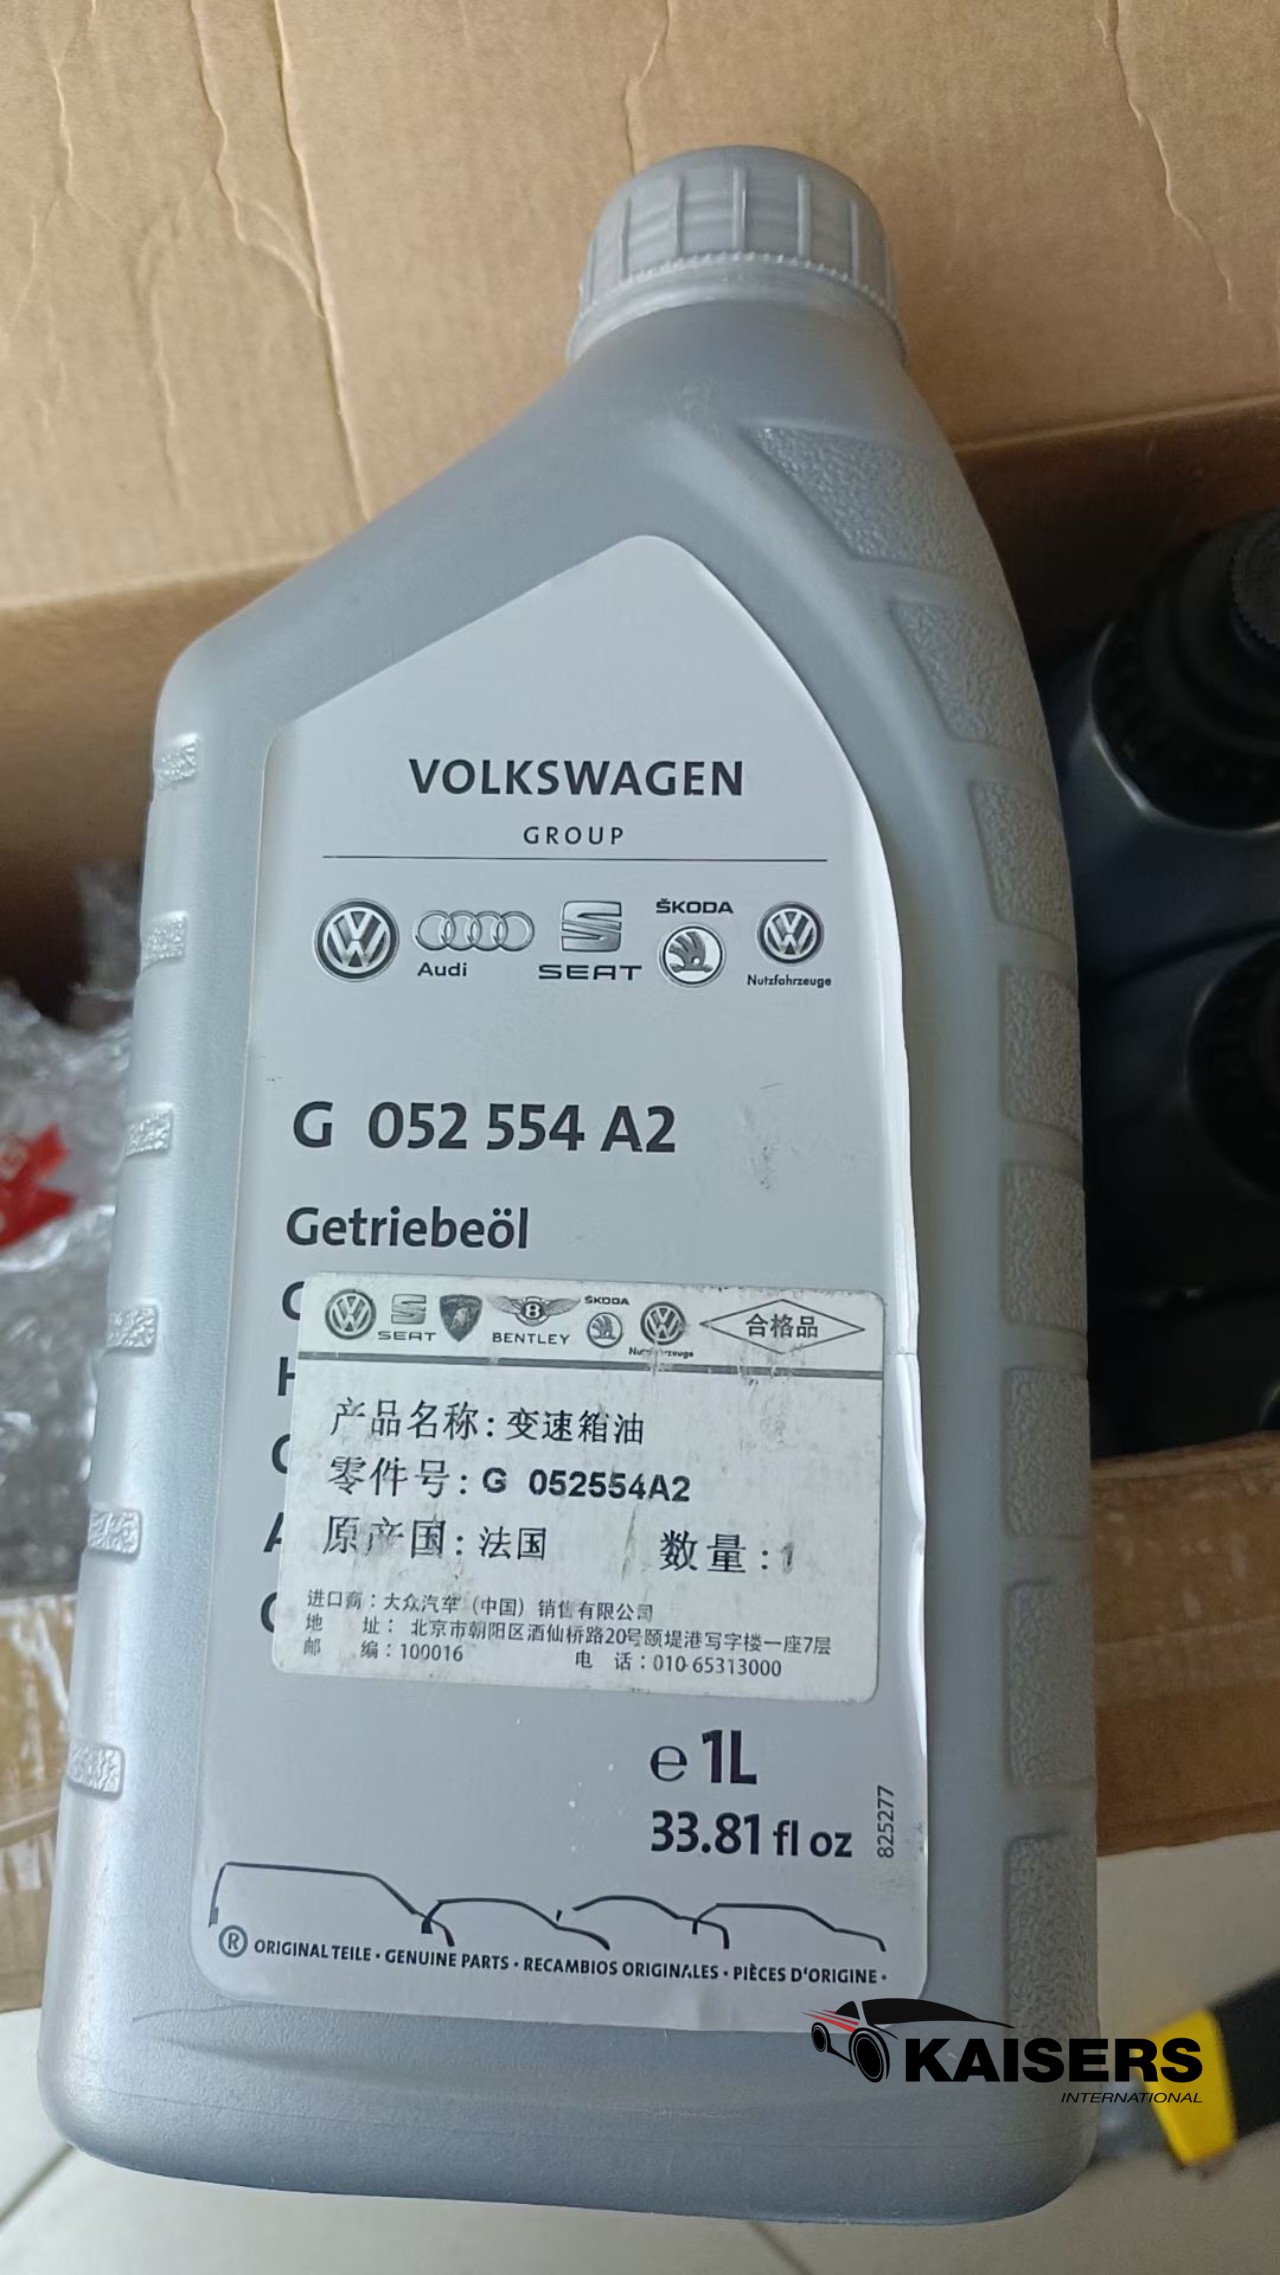 VOLKSWAGEN
GROUP
Audi
SEAT
ŠKODA
Nutzfahrzeuge
G 052 554 A2
Getriebeöl
SEAT
BENTLEY
ŠKODA
合格品
产品名称:变速箱油
零件号:G 052554A2
原产国:法国 数量:1
进口商:大众汽车(中国)销售有限公司
地 址: 北京市朝阳区酒仙桥路20号颐堤港写字楼一座7层
邮 编:100016 电 话:010-65313000
e 1L
33.81 fl oz
825277
® ORIGINAL TEILE · GENUINE PARTS · RECAMBIOS ORIGINALES · PIÈCES D'ORIGINE ·
KAISERS
INTERNATIONAL